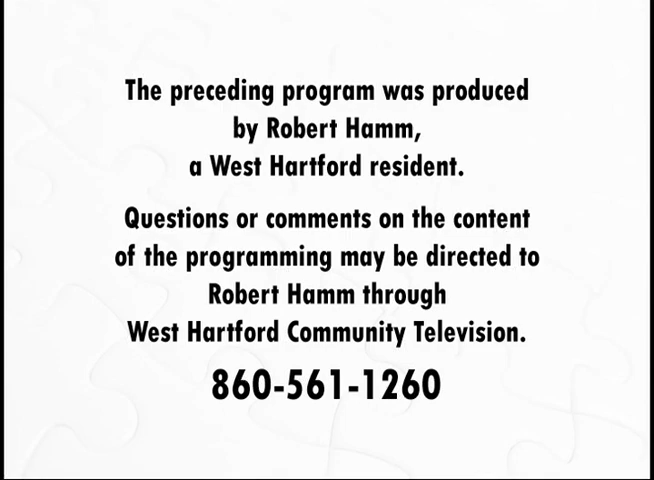 The preceding program was produced
by Robert Hamm,
a West Hartford resident.
Questions or comments on the content
of the programming may be directed to
Robert Hamm through
West Hartford Community Television.
860-561-1260